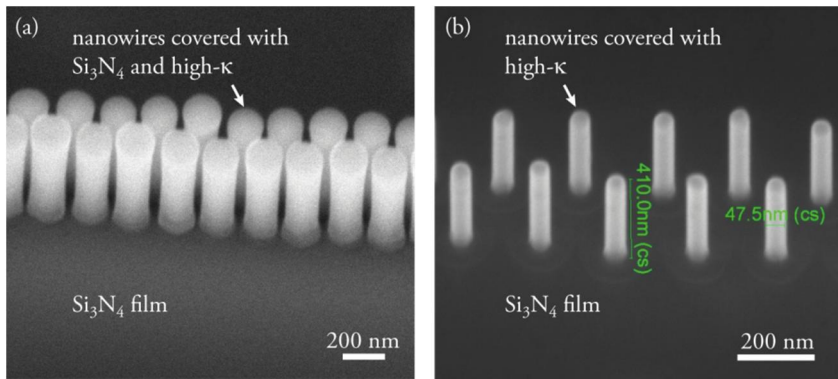 (a)
nanowires covered with
Si₃N₄ and high-κ
Si₃N₄ film
200 nm
(b)
nanowires covered with
high-κ
410.0nm (cs)
47.5nm (cs)
Si₃N₄ film
200 nm